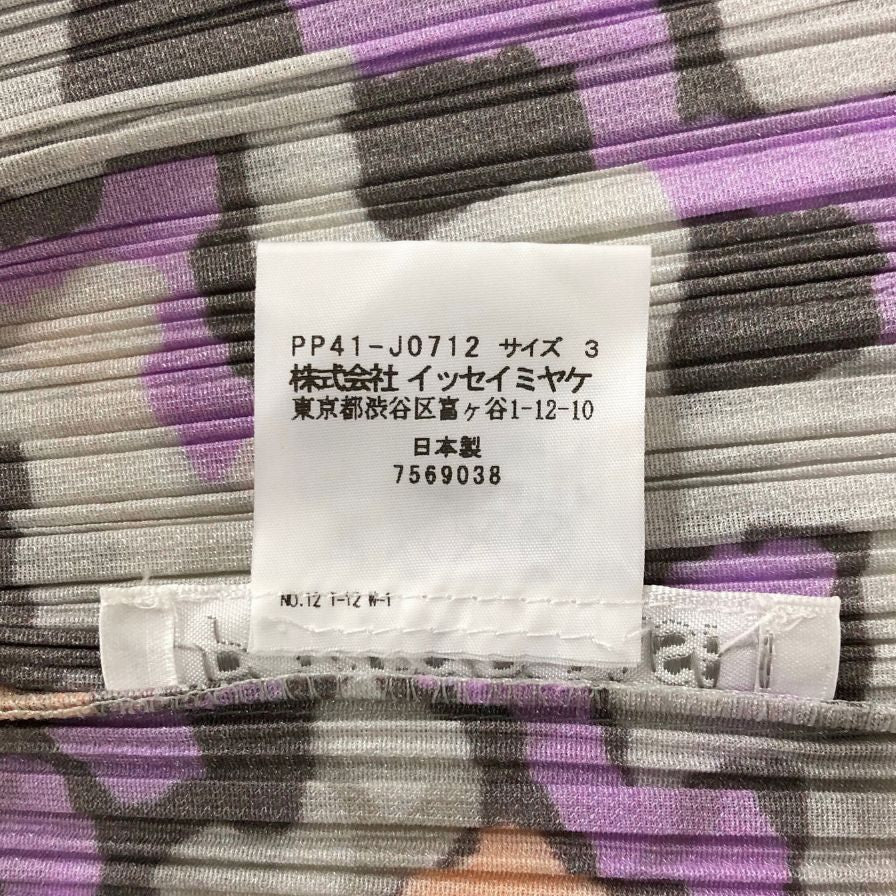 PP41-J0712 サイズ 3
株式会社 イッセイミヤケ
東京都渋谷区富ヶ谷1-12-10
日本製
7569038
NO.12 T-12 W-1